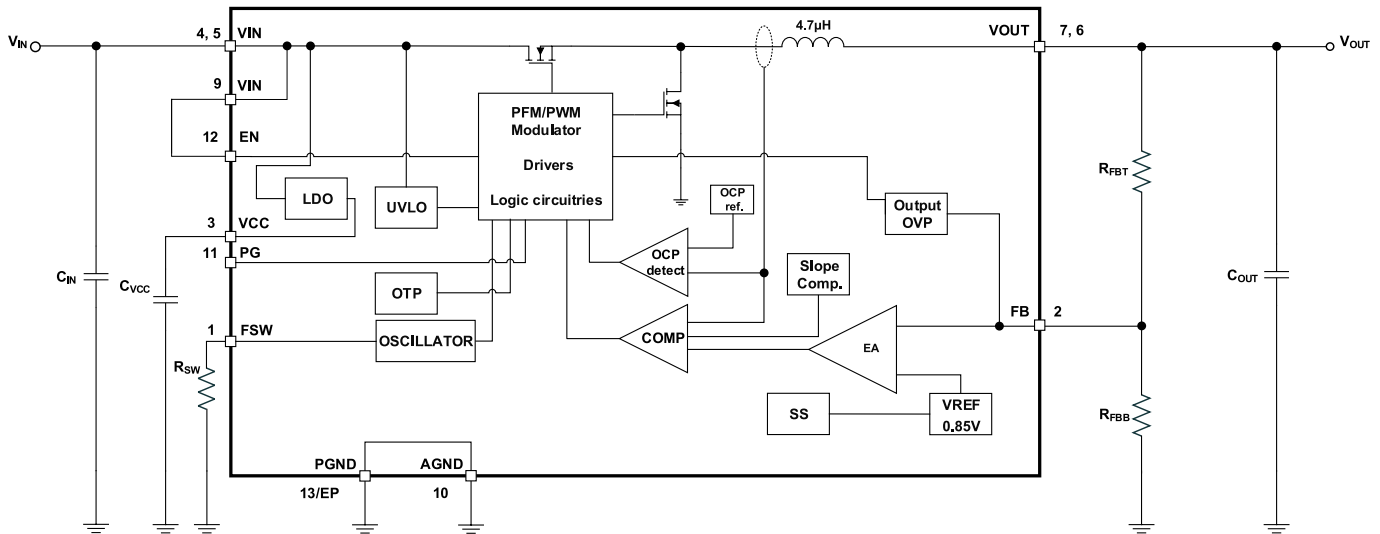 VIN
4, 5
VIN
4.7µH
VOUT
7, 6
VOUT
9
VIN
12
EN
PFM/PWM
Modulator
Drivers
Logic circuitries
LDO
UVLO
OCP
ref.
Output
OVP
RFBT
3
VCC
11
PG
OCP
detect
Slope
Comp.
CIN
CVCC
OTP
COUT
1
FSW
OSCILLATOR
COMP
EA
FB
2
RSW
SS
VREF
0.85V
RFBB
PGND
AGND
13/EP
10